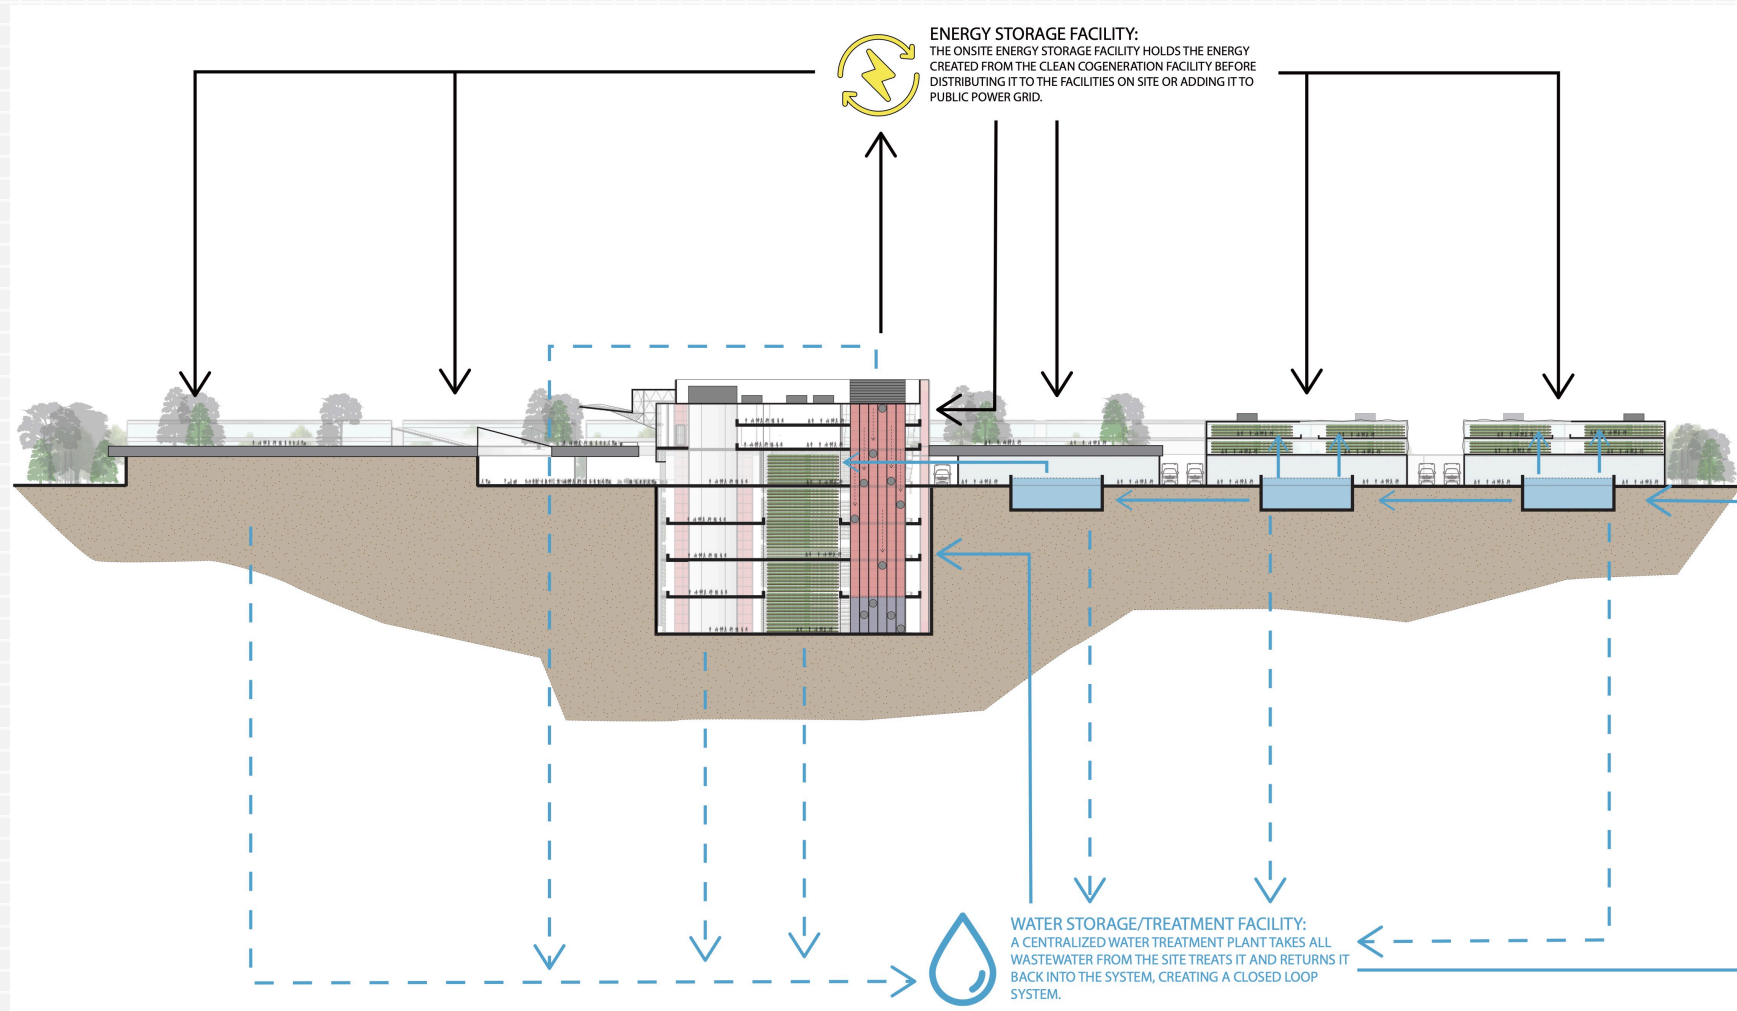 ENERGY STORAGE FACILITY:
THE ONSITE ENERGY STORAGE FACILITY HOLDS THE ENERGY
CREATED FROM THE CLEAN COGENERATION FACILITY BEFORE
DISTRIBUTING IT TO THE FACILITIES ON SITE OR ADDING IT TO
PUBLIC POWER GRID.
WATER STORAGE/TREATMENT FACILITY:
A CENTRALIZED WATER TREATMENT PLANT TAKES ALL
WASTEWATER FROM THE SITE TREATS IT AND RETURNS IT
BACK INTO THE SYSTEM, CREATING A CLOSED LOOP
SYSTEM.